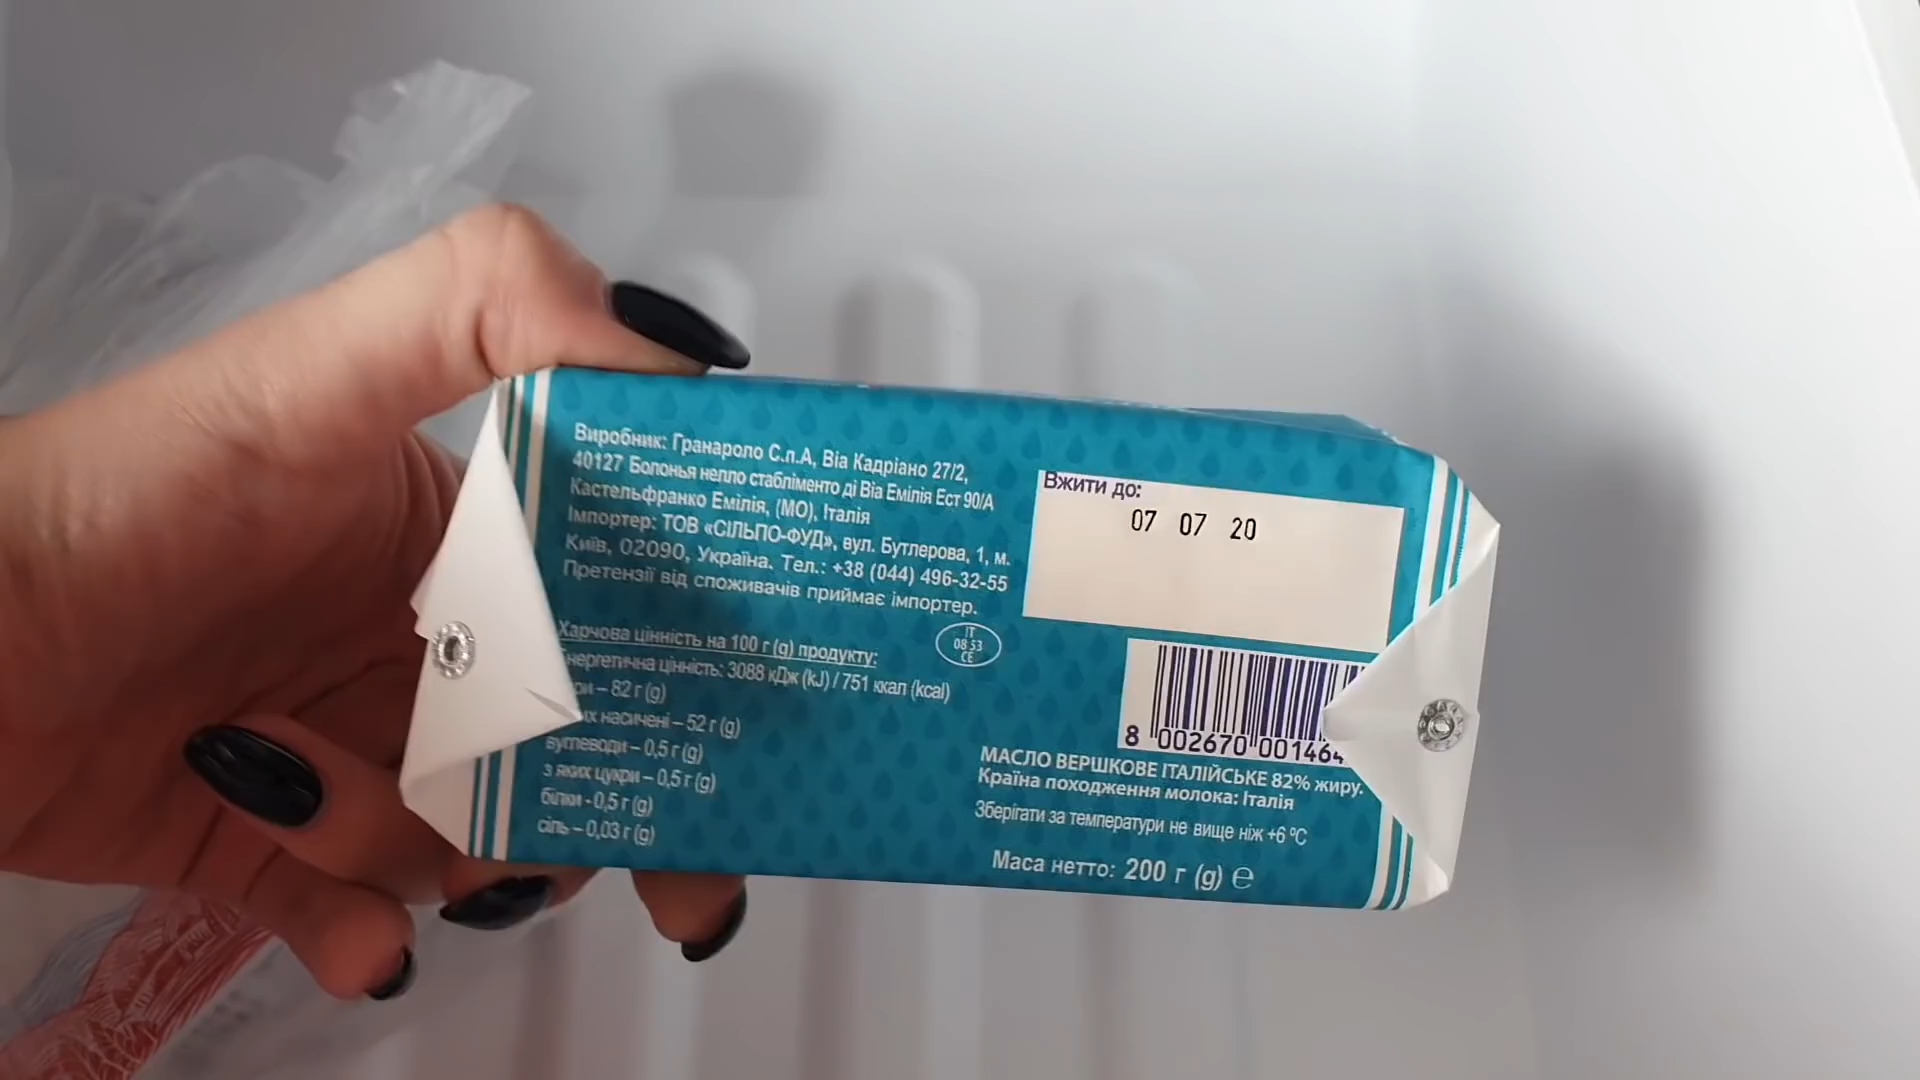 Виробник: Гранароло С.п.А, Віа Кадріано 27/2,
40127 Болонья нелло стабліменто ді Віа Емілія Ест 90/А
Кастельфранко Емілія, (МО), Італія
Імпортер: ТОВ «СІЛЬПО-ФУД», вул. Бутлерова, 1, м.
Київ, 02090, Україна. Тел.: +38 (044) 496-32-55
Претензії від споживачів приймає імпортер.
Харчова цінність на 100 г (g) продукту:
нергетична цінність: 3088 кДж (kJ) / 751 ккал (kcal)
ри – 82 г (g)
их насичені – 52 г (g)
вуглеводи – 0,5 г (g)
з яких цукри – 0,5 г (g)
білки - 0,5 г (g)
сіль – 0,03 г (g)
IT
08 53
CE
Вжити до:
07 07 20
8 002670 001464
МАСЛО ВЕРШКОВЕ ІТАЛІЙСЬКЕ 82% жиру.
Країна походження молока: Італія
Зберігати за температури не вище ніж +6 °С
Маса нетто: 200 г (g) ℮